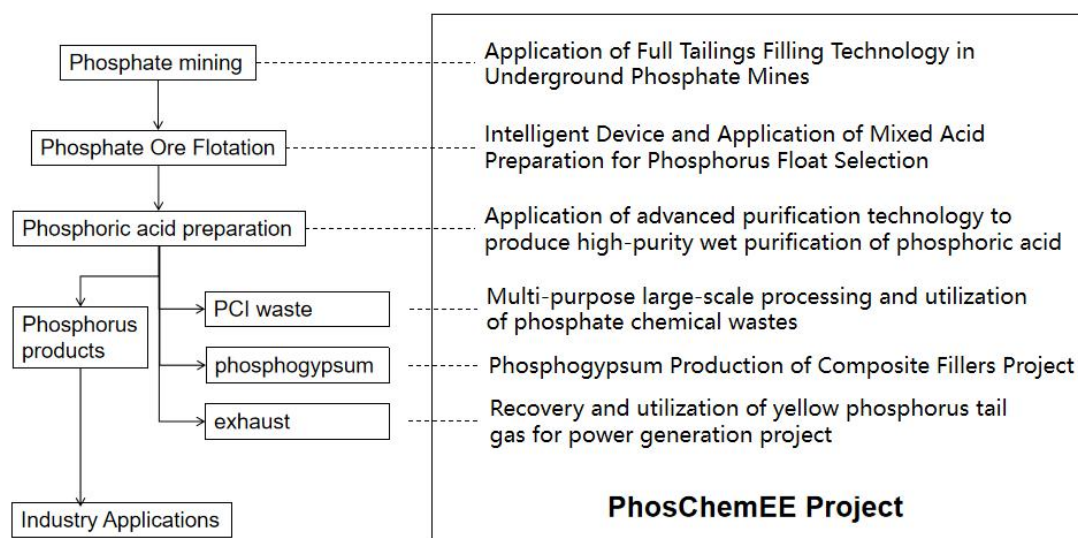 Phosphate mining
Application of Full Tailings Filling Technology in
Underground Phosphate Mines
Phosphate Ore Flotation
Intelligent Device and Application of Mixed Acid
Preparation for Phosphorus Float Selection
Phosphoric acid preparation
Application of advanced purification technology to
produce high-purity wet purification of phosphoric acid
Phosphorus
products
PCI waste
Multi-purpose large-scale processing and utilization
of phosphate chemical wastes
phosphogypsum
Phosphogypsum Production of Composite Fillers Project
exhaust
Recovery and utilization of yellow phosphorus tail
gas for power generation project
Industry Applications
PhosChemEE Project